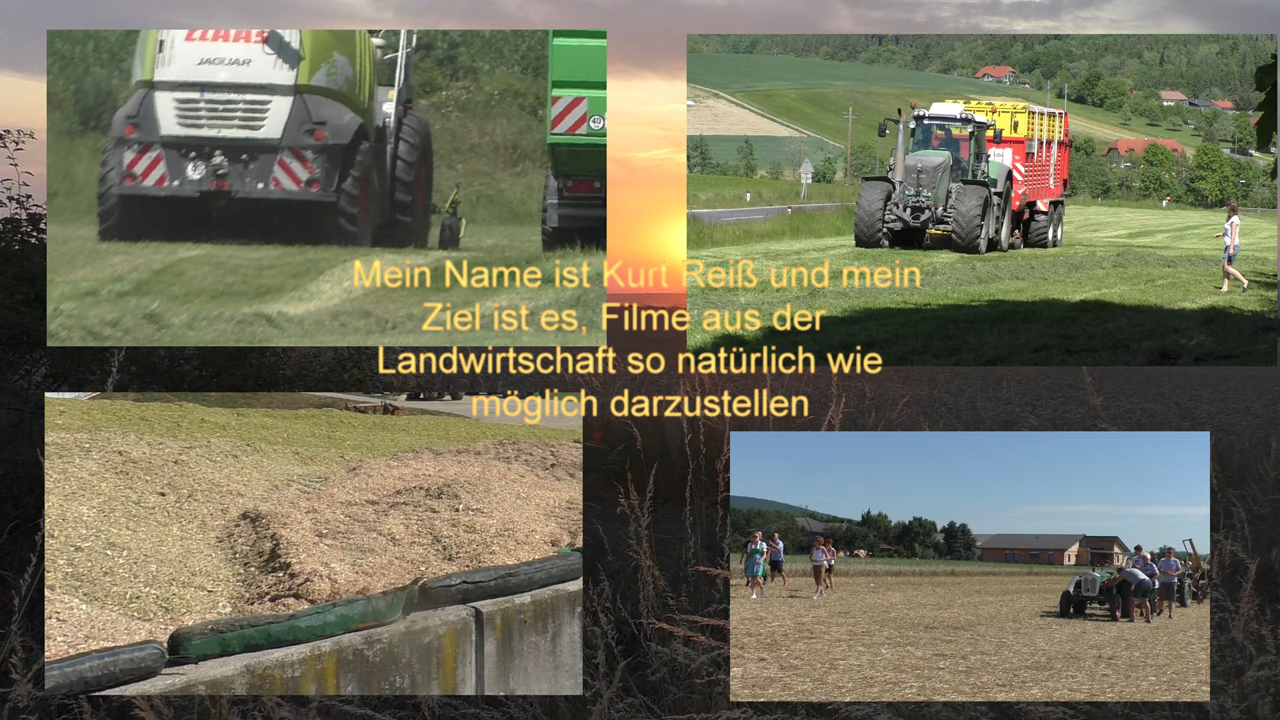 CLAAS
JAGUAR
40
Mein Name ist Kurt Reiß und mein
Ziel ist es, Filme aus der
Landwirtschaft so natürlich wie
möglich darzustellen